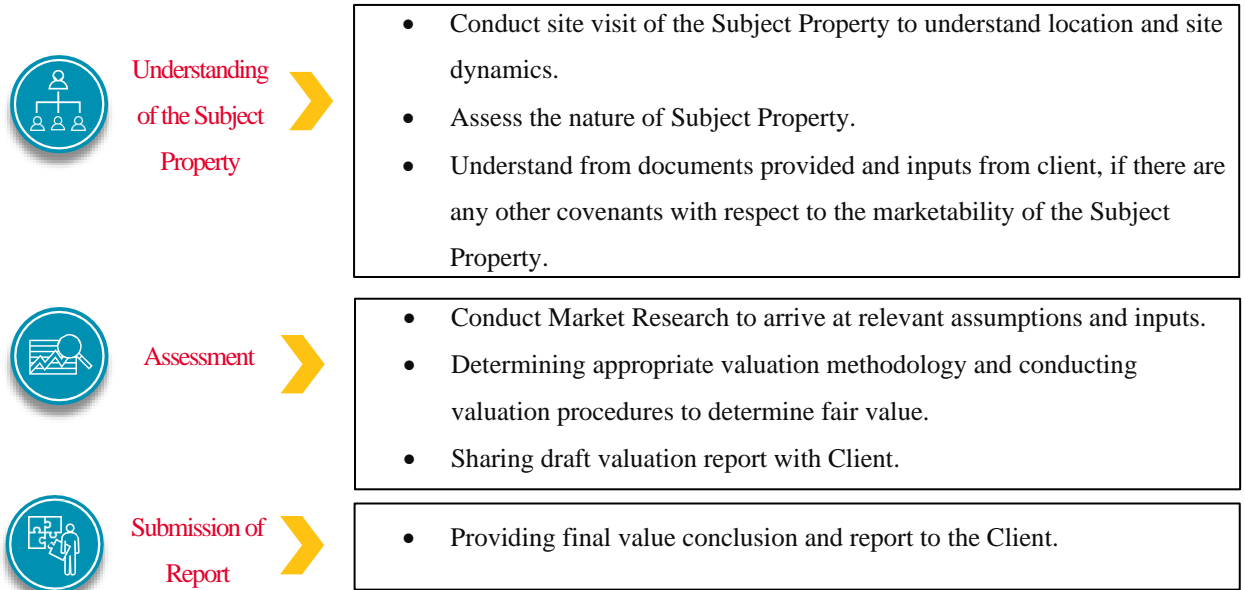 Understanding
of the Subject
Property
• Conduct site visit of the Subject Property to understand location and site
dynamics.
• Assess the nature of Subject Property.
• Understand from documents provided and inputs from client, if there are
any other covenants with respect to the marketability of the Subject
Property.
Assessment
• Conduct Market Research to arrive at relevant assumptions and inputs.
• Determining appropriate valuation methodology and conducting
valuation procedures to determine fair value.
• Sharing draft valuation report with Client.
Submission of
Report
• Providing final value conclusion and report to the Client.